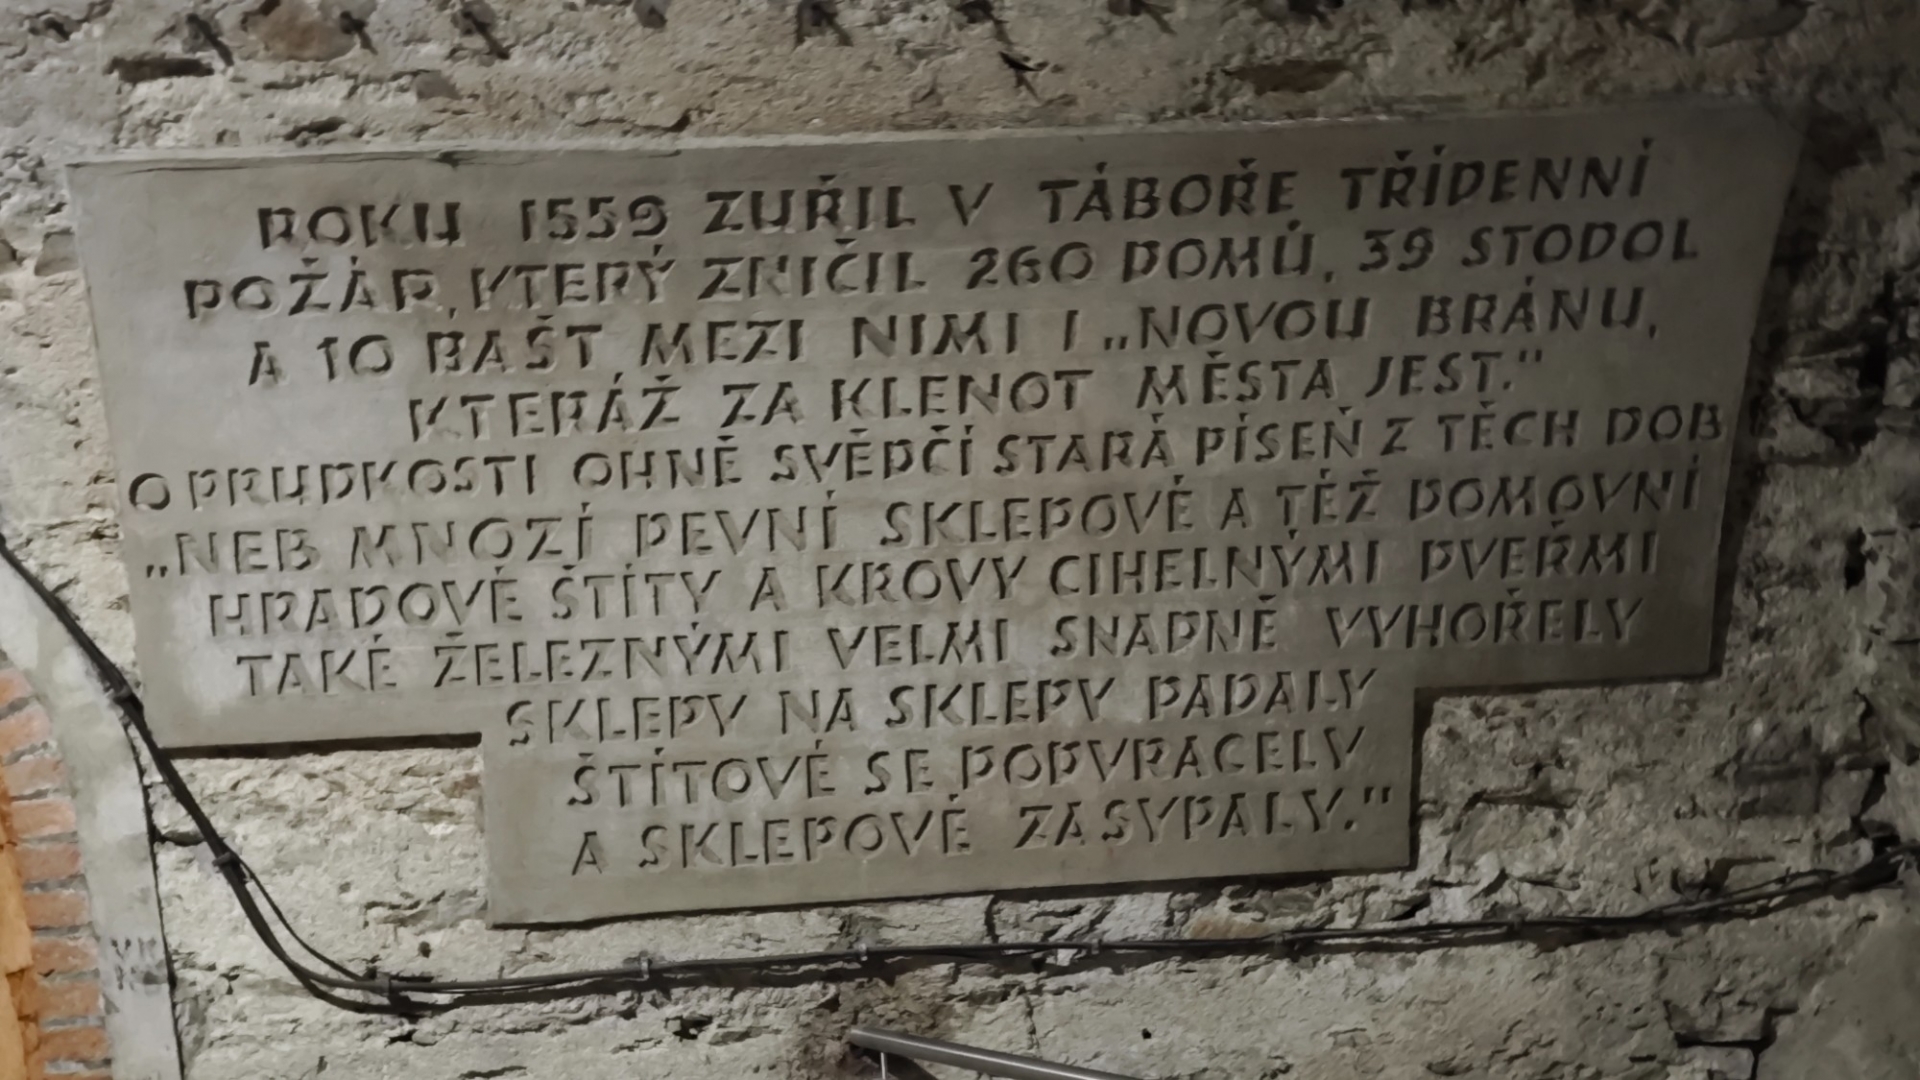 ROKU 1559 ZUŘIL V TÁBOŘE TŘÍDENNÍ
POŽÁR, KTERÝ ZNIČIL 260 DOMŮ, 39 STODOL
A 10 BAŠT, MEZI NIMI I „NOVOU BRÁNU,
KTERÁŽ ZA KLENOT MĚSTA JEST."
O PRUDKOSTI OHNĚ SVĚDČÍ STARÁ PÍSEŇ Z TĚCH DOB
„NEB MNOZÍ PEVNÍ SKLEPOVÉ A TÉŽ DOMOVNÍ
HRADOVÉ ŠTÍTY A KROVY CIHELNÝMI DVEŘMI
TAKÉ ŽELEZNÝMI VELMI SNADNĚ VYHOŘELY
SKLEPY NA SKLEPY PADALY
ŠTÍTOVÉ SE PODVRACELY
A SKLEPOVÉ ZASYPALY."